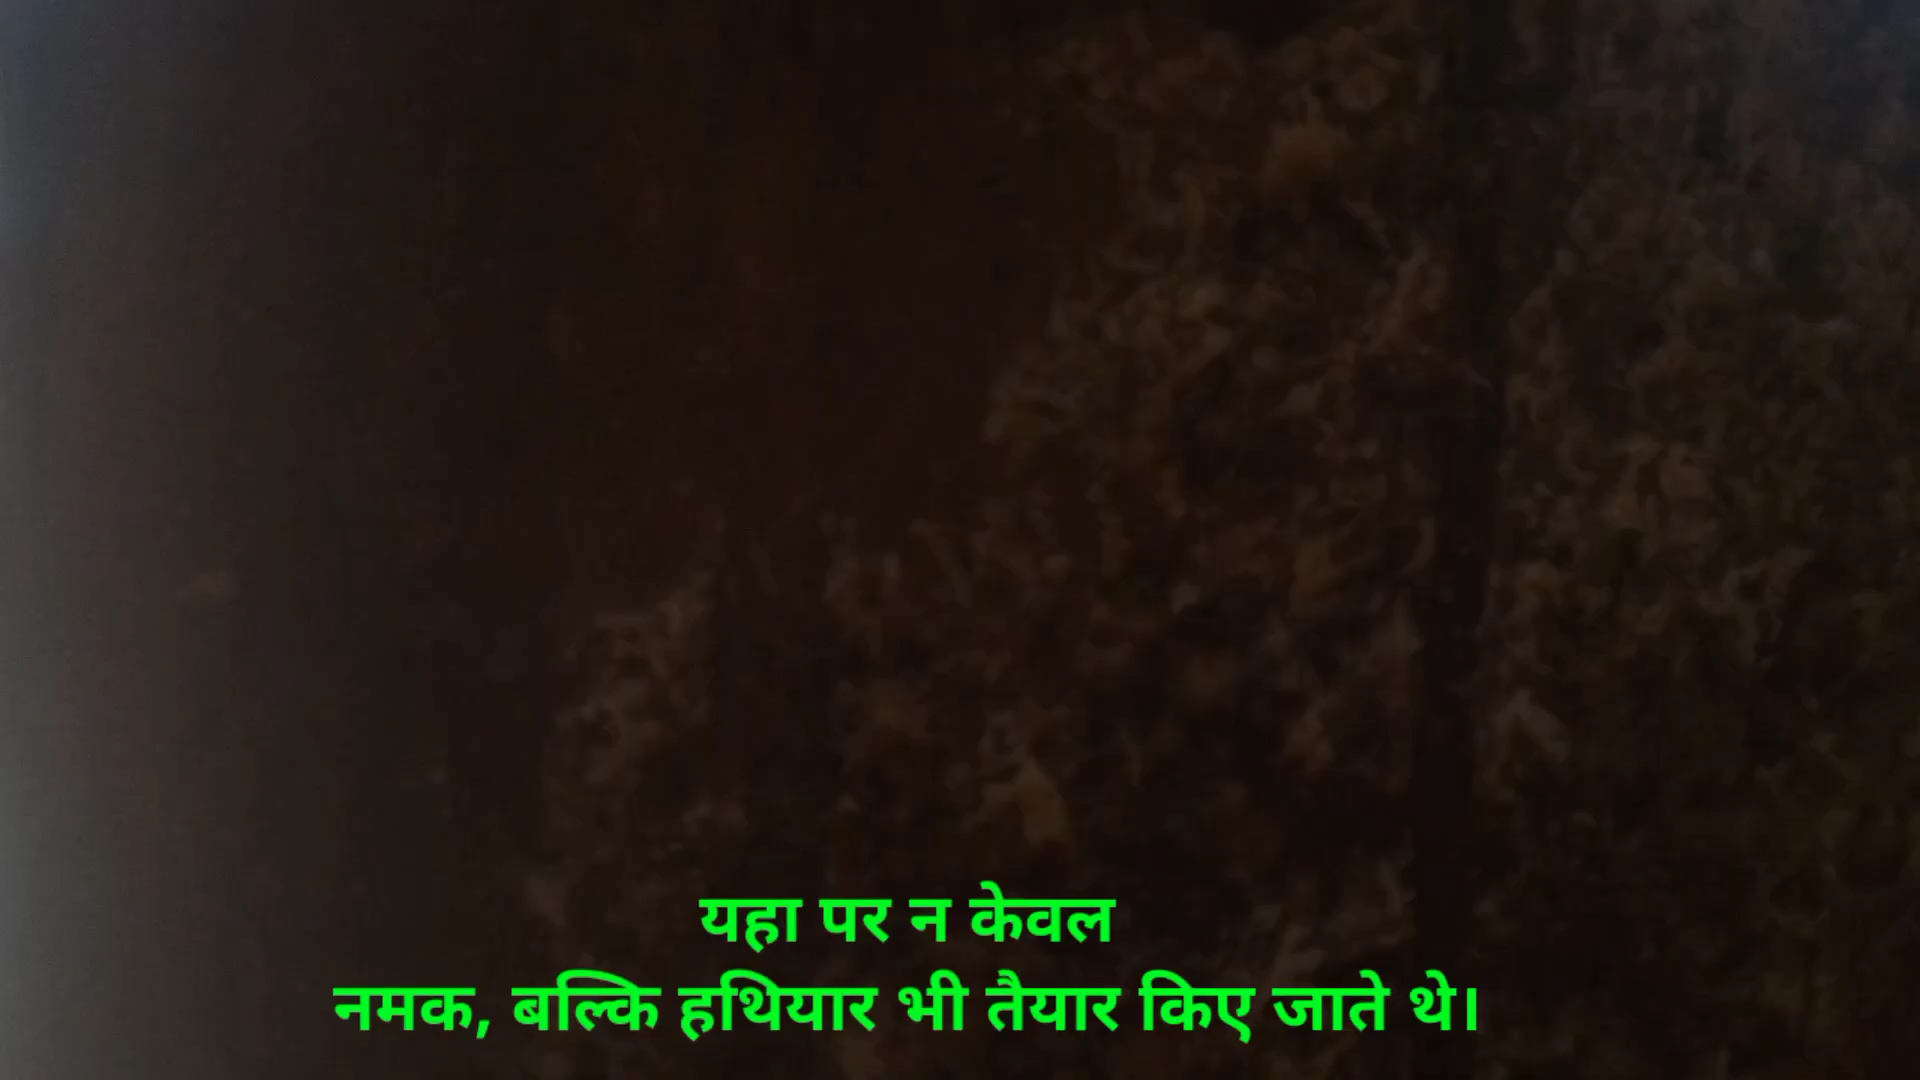 यहा पर न केवल
नमक, बल्कि हथियार भी तैयार किए जाते थे।